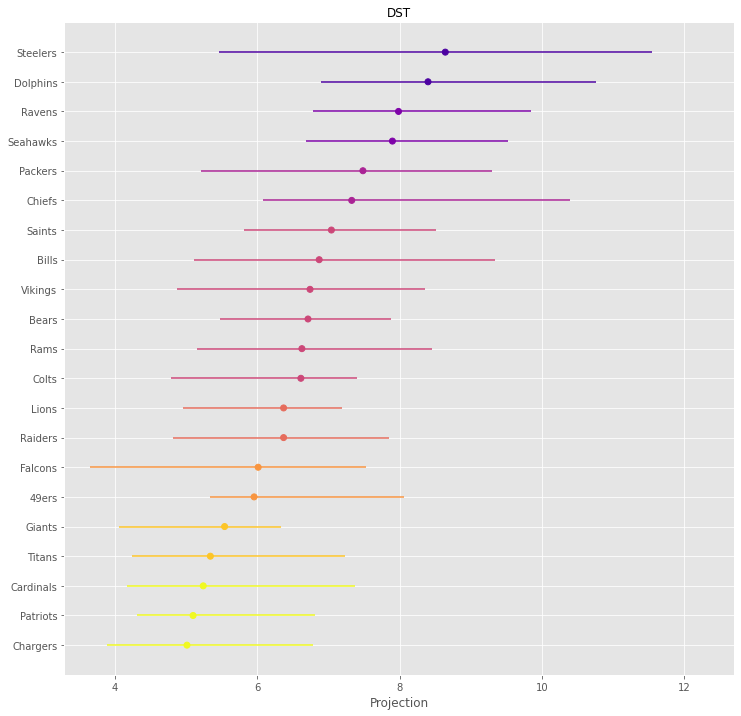 DST
Steelers
Dolphins
Ravens
Seahawks
Packers
Chiefs
Saints
Bills
Vikings
Bears
Rams
Colts
Lions
Raiders
Falcons
49ers
Giants
Titans
Cardinals
Patriots
Chargers
4 6 8 10 12
Projection